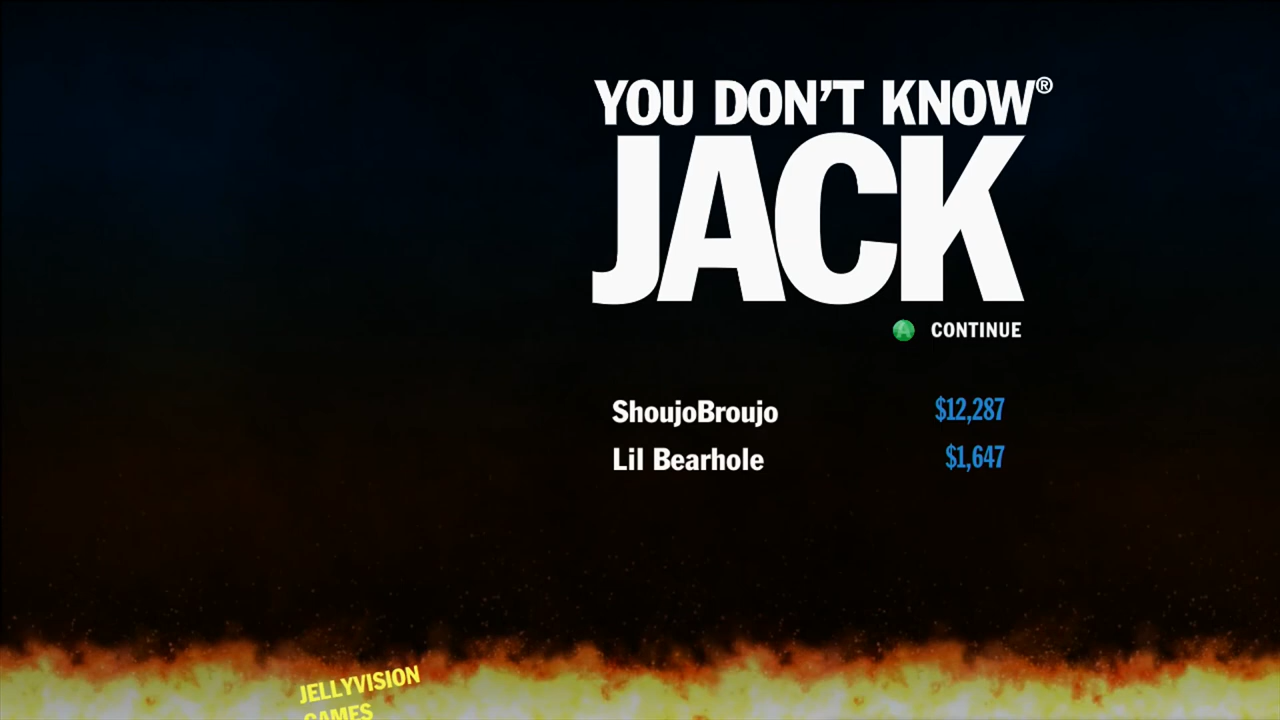 YOU DON'T KNOW®
JACK
A CONTINUE
ShoujoBroujo $12,287
Lil Bearhole $1,647
JELLYVISION
GAMES